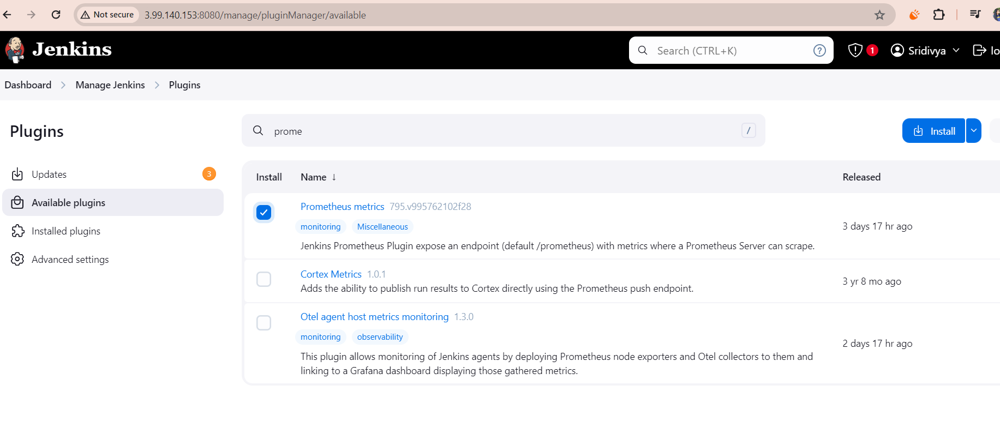 Not secure 3.99.140.153:8080/manage/pluginManager/available
Jenkins
Search (CTRL+K) ?
1
Sridivya
lo
Dashboard > Manage Jenkins > Plugins
Plugins
prome /
Install
Updates 3
Available plugins
Installed plugins
Advanced settings
Install Name ↓ Released
Prometheus metrics 795.v995762102f28
monitoring Miscellaneous
3 days 17 hr ago
Jenkins Prometheus Plugin expose an endpoint (default /prometheus) with metrics where a Prometheus Server can scrape.
Cortex Metrics 1.0.1
3 yr 8 mo ago
Adds the ability to publish run results to Cortex directly using the Prometheus push endpoint.
Otel agent host metrics monitoring 1.3.0
monitoring observability
2 days 17 hr ago
This plugin allows monitoring of Jenkins agents by deploying Prometheus node exporters and Otel collectors to them and
linking to a Grafana dashboard displaying those gathered metrics.